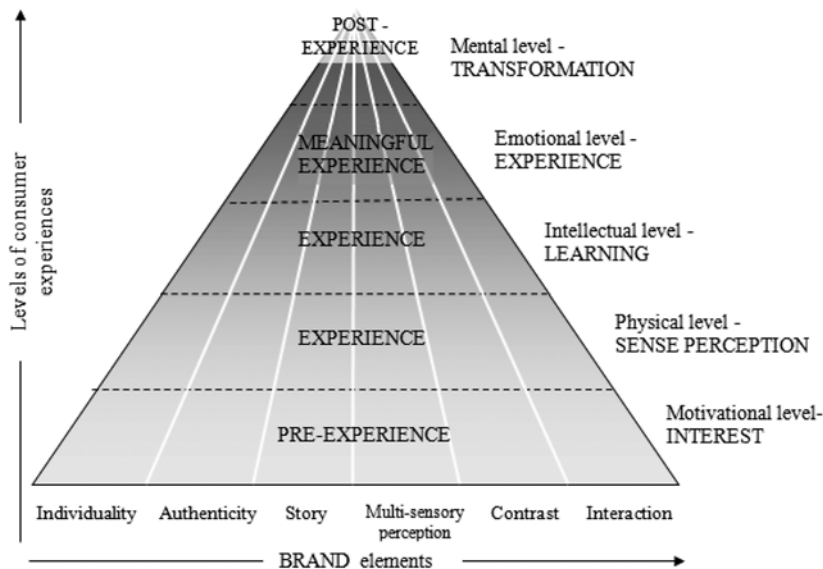 POST -
EXPERIENCE
Mental level -
TRANSFORMATION
MEANINGFUL
EXPERIENCE
Emotional level -
EXPERIENCE
EXPERIENCE
Intellectual level -
LEARNING
EXPERIENCE
Physical level -
SENSE PERCEPTION
PRE-EXPERIENCE
Motivational level-
INTEREST
Levels of consumer
experiences
Individuality
Authenticity
Story
Multi-sensory
perception
Contrast
Interaction
BRAND elements